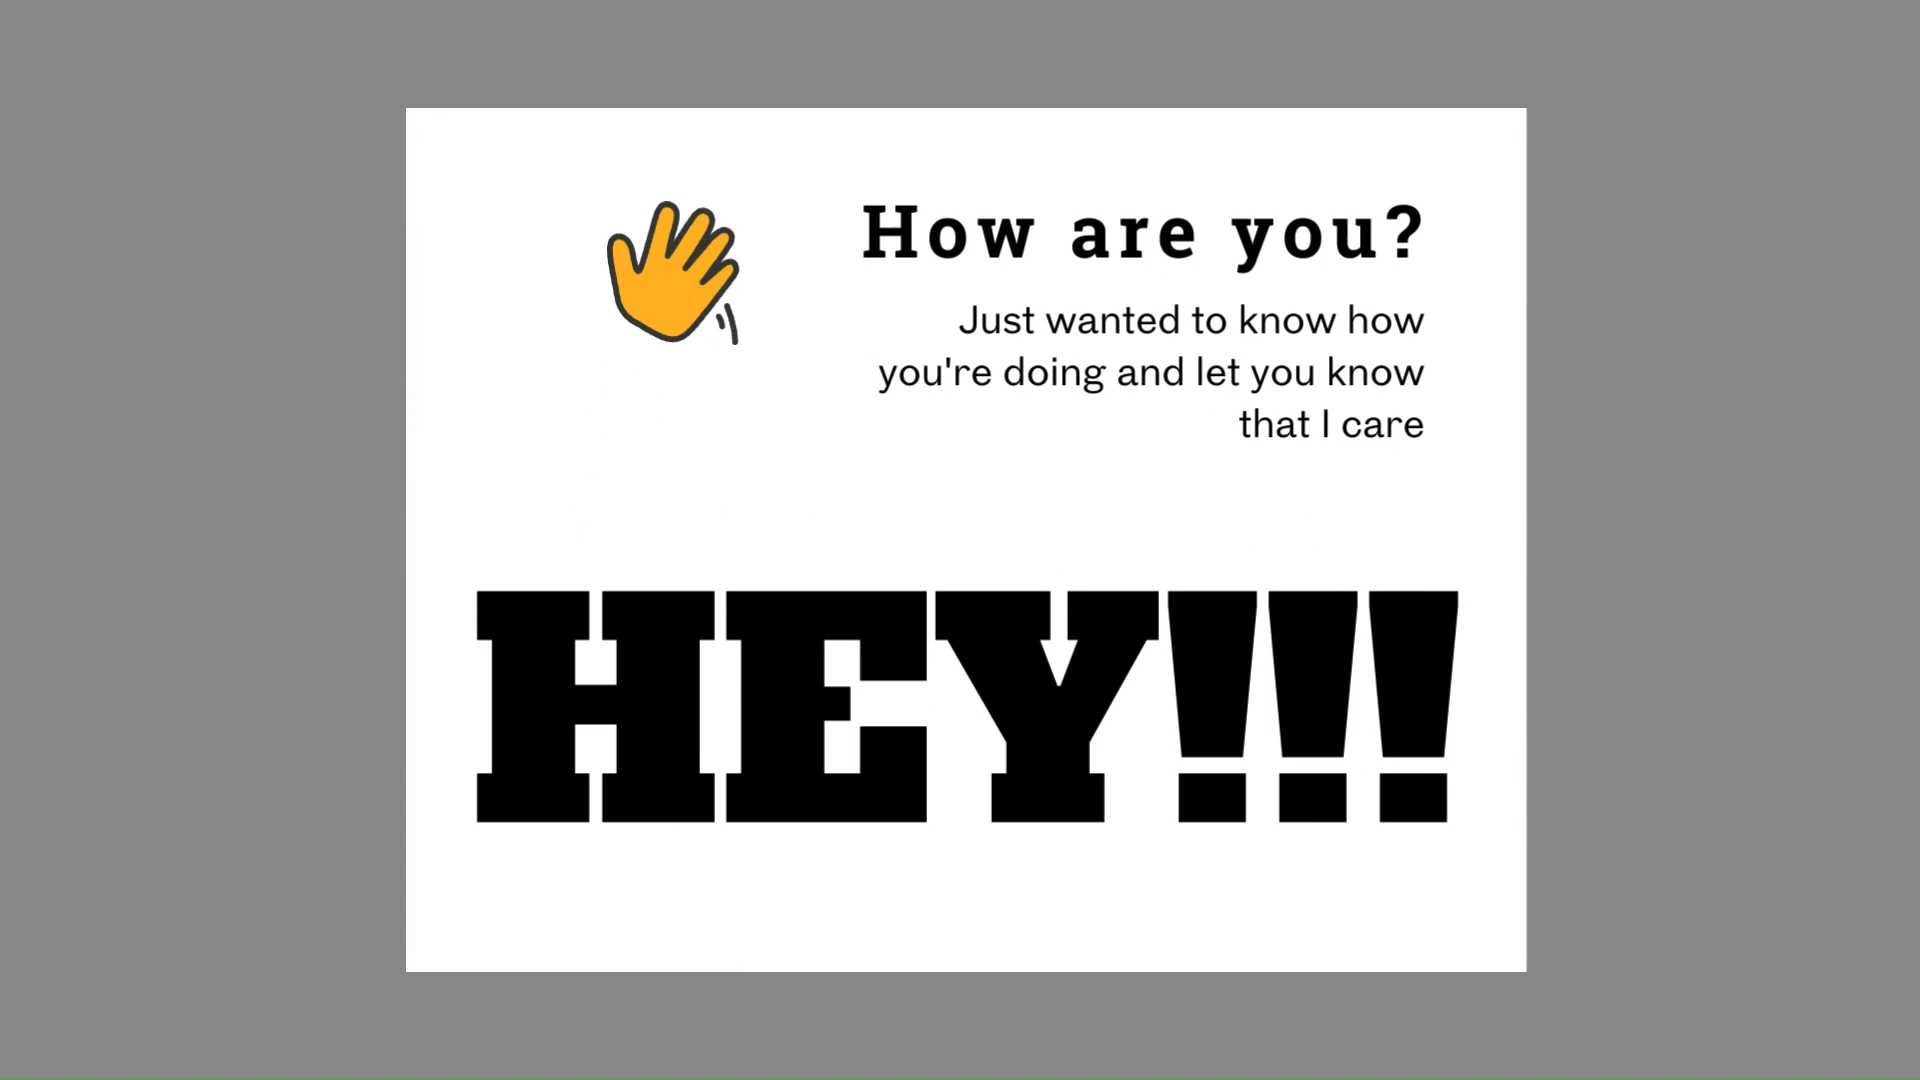 How are you?
Just wanted to know how
you're doing and let you know
that I care
HEY!!!